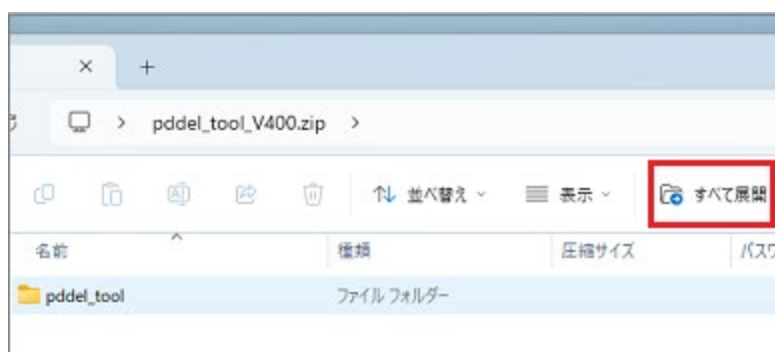 pddel_tool_V400.zip
並べ替え 表示 すべて展開
名前 種類 圧縮サイズ パスワ
pddel_tool ファイル フォルダー